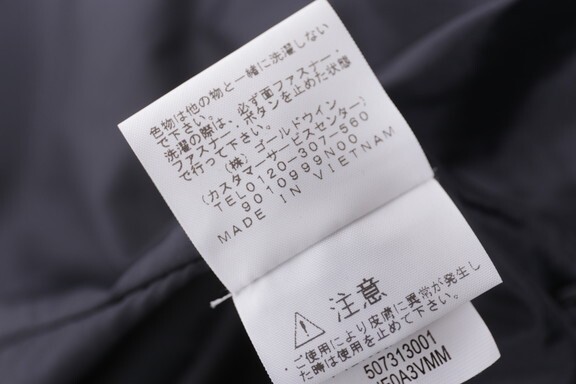 色物は他の物と一緒に洗濯しない
で下さい。
洗濯の際は、必ず面ファスナー・
ファスナー、ボタンを止めた状態
で行って下さい。
(株)ゴールドウイン
(カスタマーサービスセンター)
TEL0120-307-560
9010999N00
MADE IN VIETNAM
注意
・ご使用により皮膚に異常が発生し
た時は使用を止めて下さい。
507313001